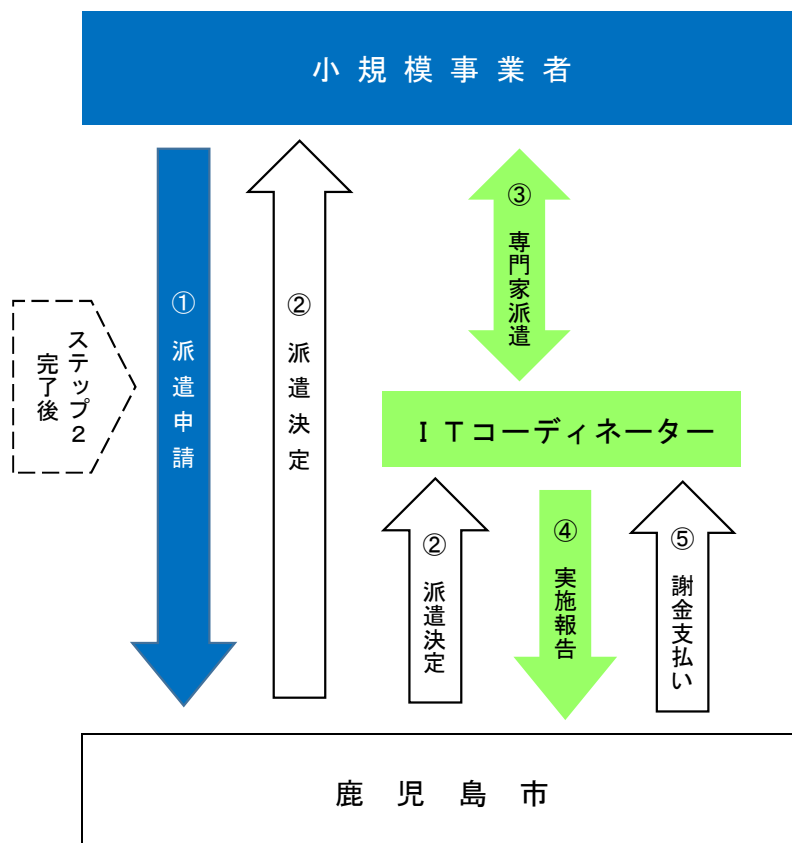 小規模事業者
ステップ2
完了後
① 派遣申請
② 派遣決定
③ 専門家派遣
ITコーディネーター
② 派遣決定
④ 実施報告
⑤ 謝金支払い
鹿児島市